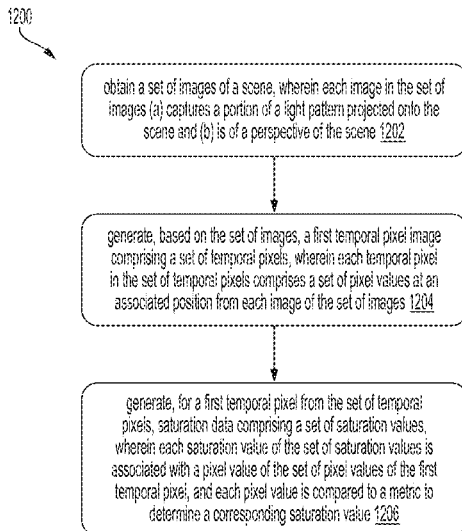 1200
obtain a set of images of a scene, wherein each image in the set of
images (a) captures a portion of a light pattern projected onto the
scene and (b) is of a perspective of the scene 1202
generate, based on the set of images, a first temporal pixel image
comprising a set of temporal pixels, wherein each temporal pixel
in the set of temporal pixels comprises a set of pixel values at an
associated position from each image of the set of images 1204
generate, for a first temporal pixel from the set of temporal
pixels, saturation data comprising a set of saturation values,
wherein each saturation value of the set of saturation values is
associated with a pixel value of the set of pixel values of the first
temporal pixel, and each pixel value is compared to a metric to
determine a corresponding saturation value 1206